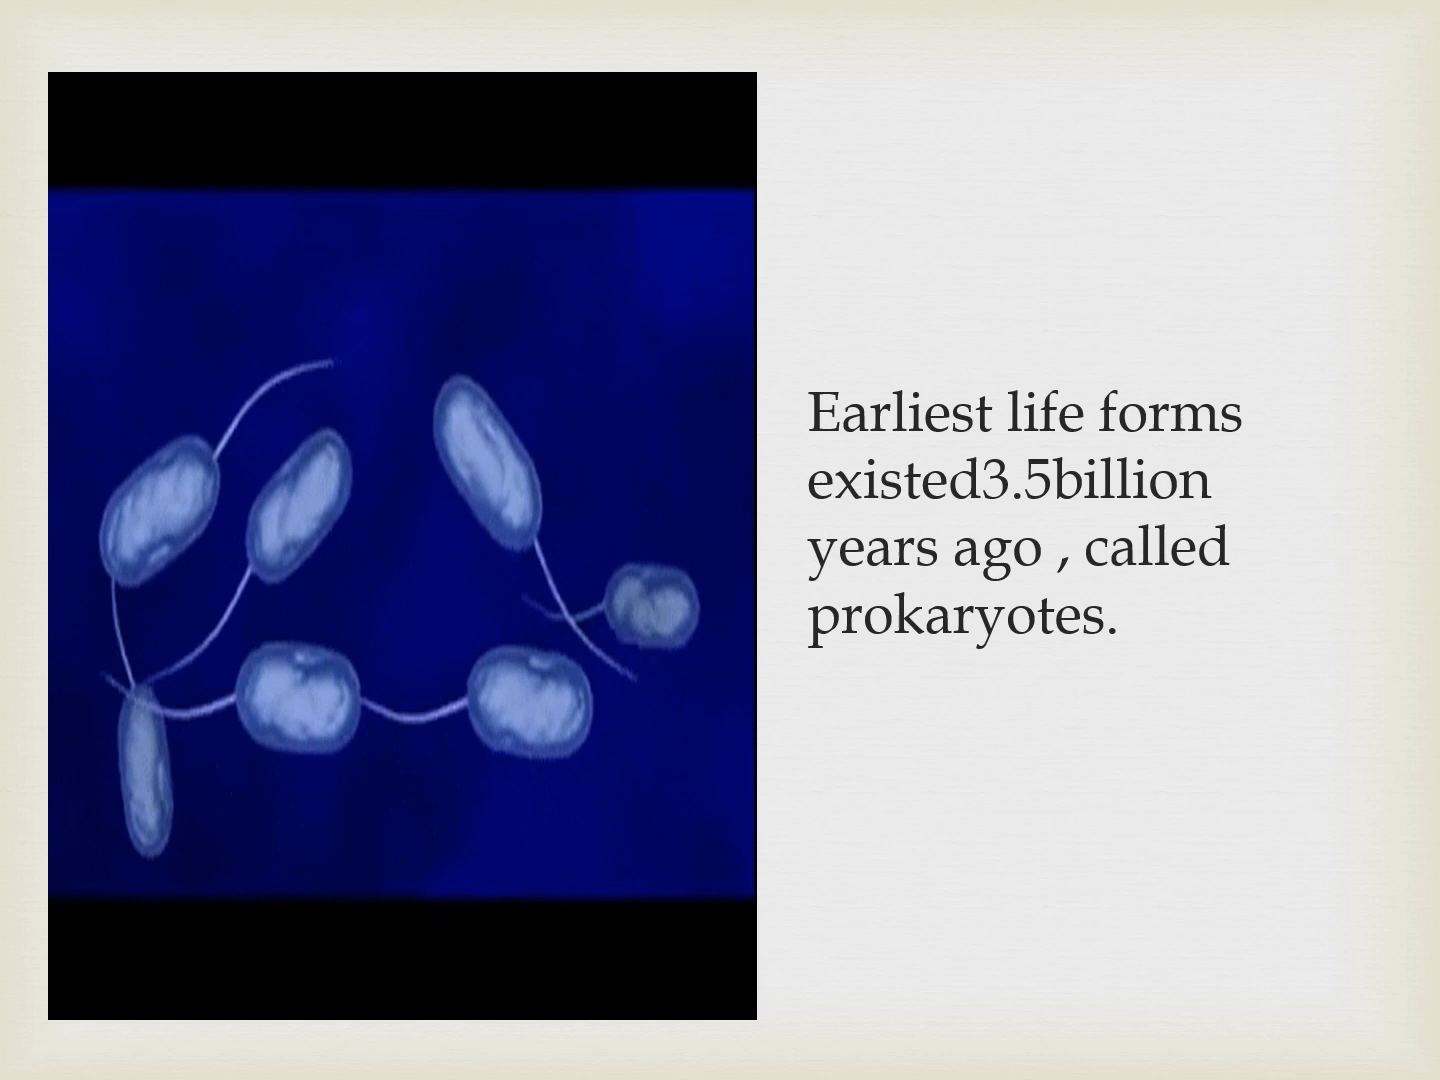 Earliest life forms
existed3.5billion
years ago , called
prokaryotes.